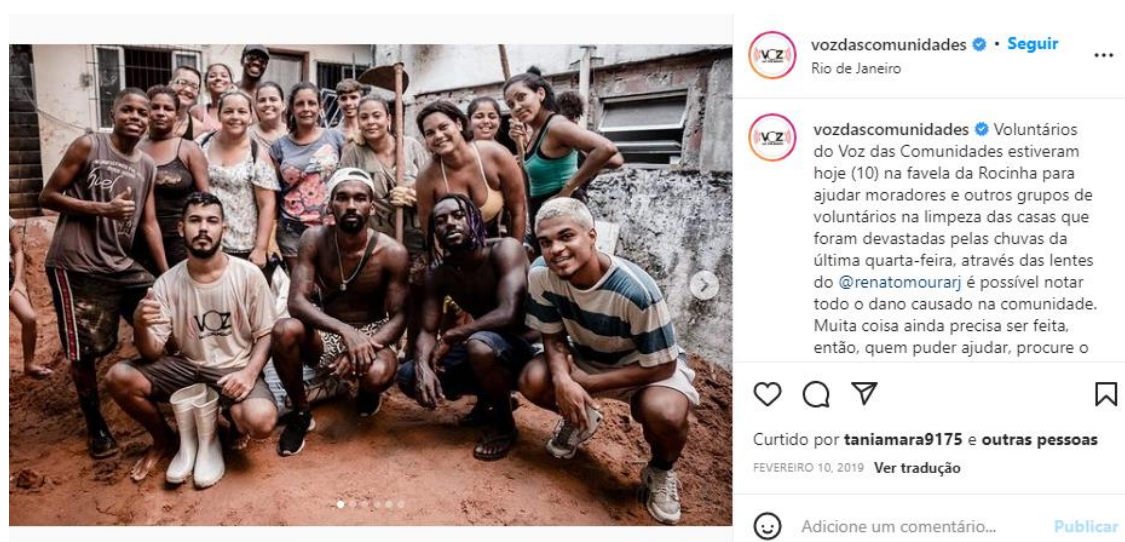 vozdascomunidades • Seguir
Rio de Janeiro
vozdascomunidades Voluntários
do Voz das Comunidades estiveram
hoje (10) na favela da Rocinha para
ajudar moradores e outros grupos de
voluntários na limpeza das casas que
foram devastadas pelas chuvas da
última quarta-feira, através das lentes
do @renatomourarj é possível notar
todo o dano causado na comunidade.
Muita coisa ainda precisa ser feita,
então, quem puder ajudar, procure o
Curtido por taniamara9175 e outras pessoas
FEVEREIRO 10, 2019 Ver tradução
Adicione um comentário... Publicar
VOZ
VOZ
VOZ